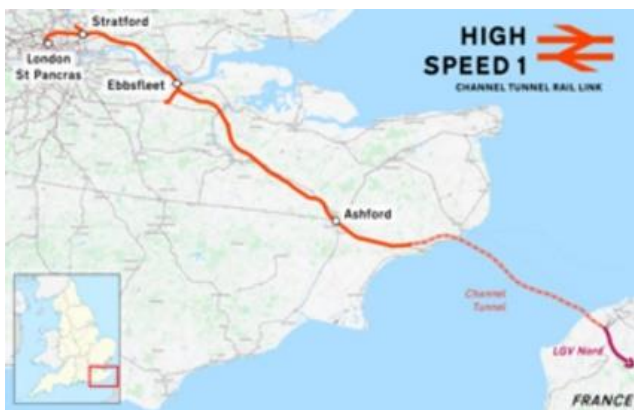 Stratford
London
St Pancras
Ebbsfleet
HIGH
SPEED 1
CHANNEL TUNNEL RAIL LINK
Ashford
Channel
Tunnel
LGV Nord
FRANCE